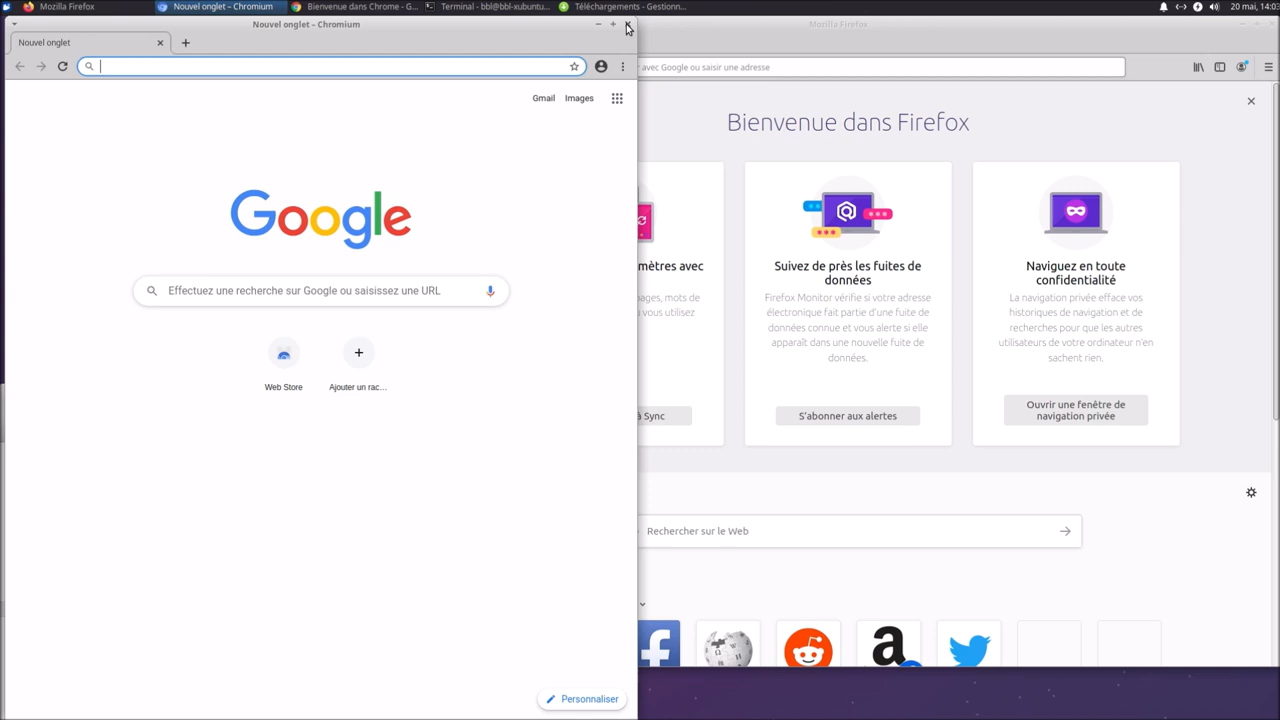 Mozilla Firefox
Nouvel onglet – Chromium
Bienvenue dans Chrome - G...
Terminal - bbl@bbl-xubuntu...
Téléchargements - Gestionn...
20 mai, 14:03
Nouvel onglet – Chromium
Mozilla Firefox
Nouvel onglet
avec Google ou saisir une adresse
Gmail
Images
Google
Effectuez une recherche sur Google ou saisissez une URL
Web Store
Ajouter un rac...
Personnaliser
Bienvenue dans Firefox
mètres avec
pages, mots de
vous utilisez
à Sync
Suivez de près les fuites de
données
Firefox Monitor vérifie si votre adresse
électronique fait partie d'une fuite de
données connue et vous alerte si elle
apparaît dans une nouvelle fuite de
données.
S'abonner aux alertes
Naviguez en toute
confidentialité
La navigation privée efface vos
historiques de navigation et de
recherches pour que les autres
utilisateurs de votre ordinateur n'en
sachent rien.
Ouvrir une fenêtre de
navigation privée
Rechercher sur le Web